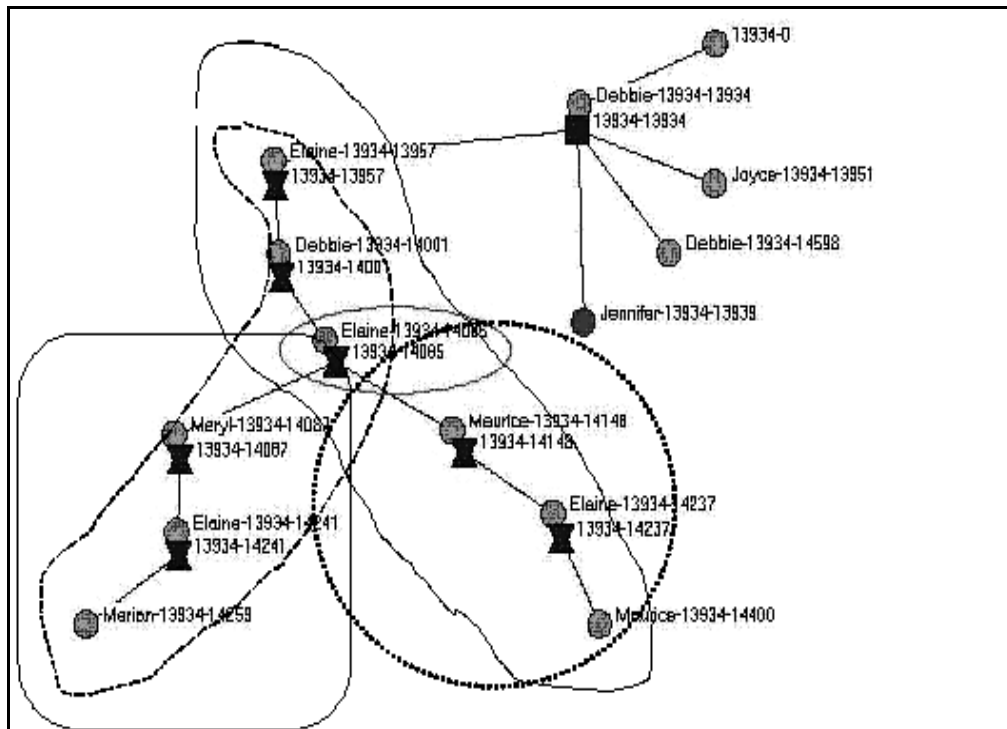 13934-0
Debbie-13934-13934
13934-13934
Elaine-13934-13957
13934-13957
Joyce-13934-13951
Debbie-13934-14001
13934-1400
Debbie-13934-14598
Jennifer-13934-13939
Elaine-13934-14085
13934-14085
Meryl-13934-14087
13934-14087
Maurice-13934-14148
13934-14148
Elaine-13934-14237
13934-14237
Elaine-13934-14241
13934-14241
Marian-13934-14259
Maurice-13934-14400